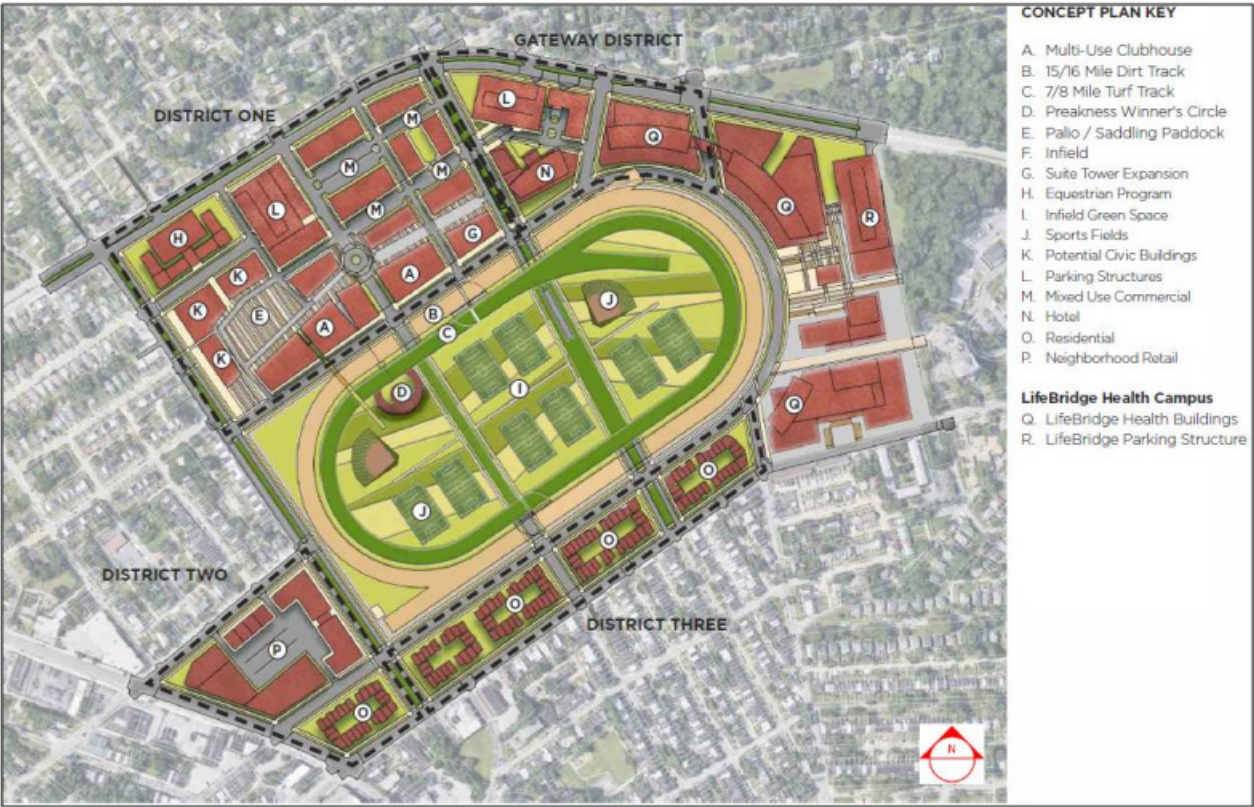 GATEWAY DISTRICT
DISTRICT ONE
L
M
Q
M
M
N
L
M
Q
R
H
G
K
A
K
E
A
B
J
K
C
I
D
Q
J
O
O
DISTRICT TWO
O
DISTRICT THREE
P
O
N
CONCEPT PLAN KEY
A. Multi-Use Clubhouse
B. 15/16 Mile Dirt Track
C. 7/8 Mile Turf Track
D. Preakness Winner's Circle
E. Palio / Saddling Paddock
F. Infield
G. Suite Tower Expansion
H. Equestrian Program
I. Infield Green Space
J. Sports Fields
K. Potential Civic Buildings
L. Parking Structures
M. Mixed Use Commercial
N. Hotel
O. Residential
P. Neighborhood Retail
LifeBridge Health Campus
Q. LifeBridge Health Buildings
R. LifeBridge Parking Structure